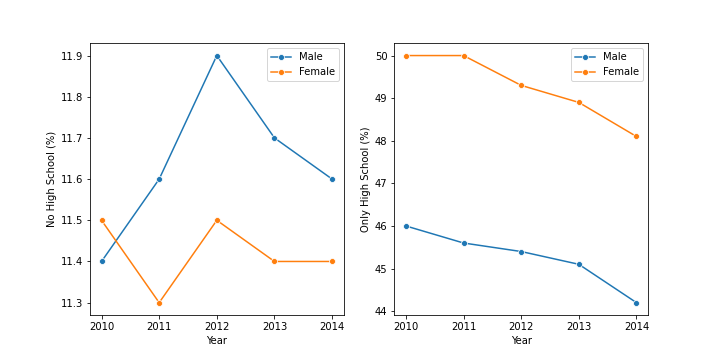 No High School (%)
11.9
11.8
11.7
11.6
11.5
11.4
11.3
2010 2011 2012 2013 2014
Year
Male
Female
Only High School (%)
50
49
48
47
46
45
44
2010 2011 2012 2013 2014
Year
Male
Female